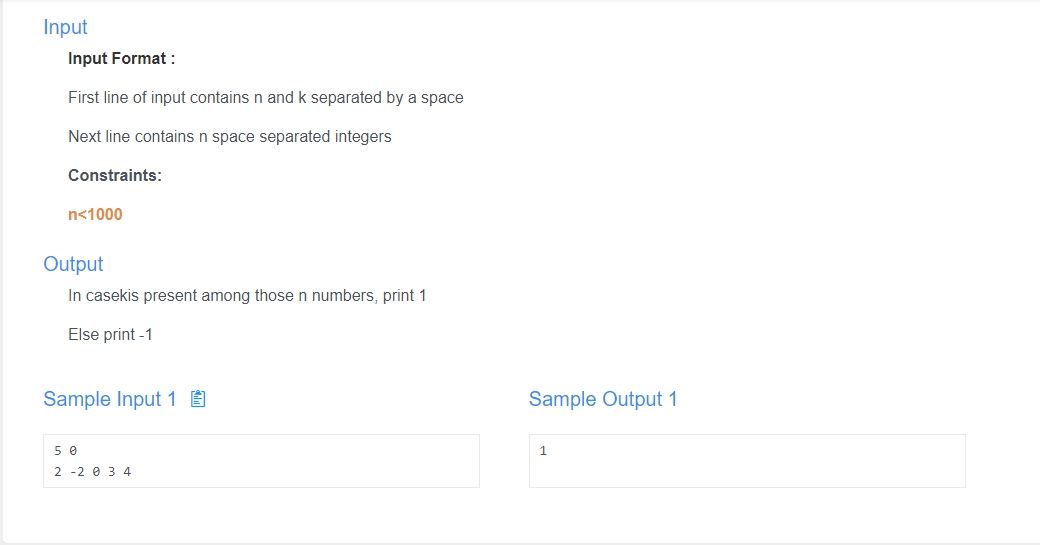 Input
Input Format :
First line of input contains n and k separated by a space
Next line contains n space separated integers
Constraints:
n<1000
Output
In casekis present among those n numbers, print 1
Else print -1
Sample Input 1
Sample Output 1
5 0
2 -2 0 3 4
1